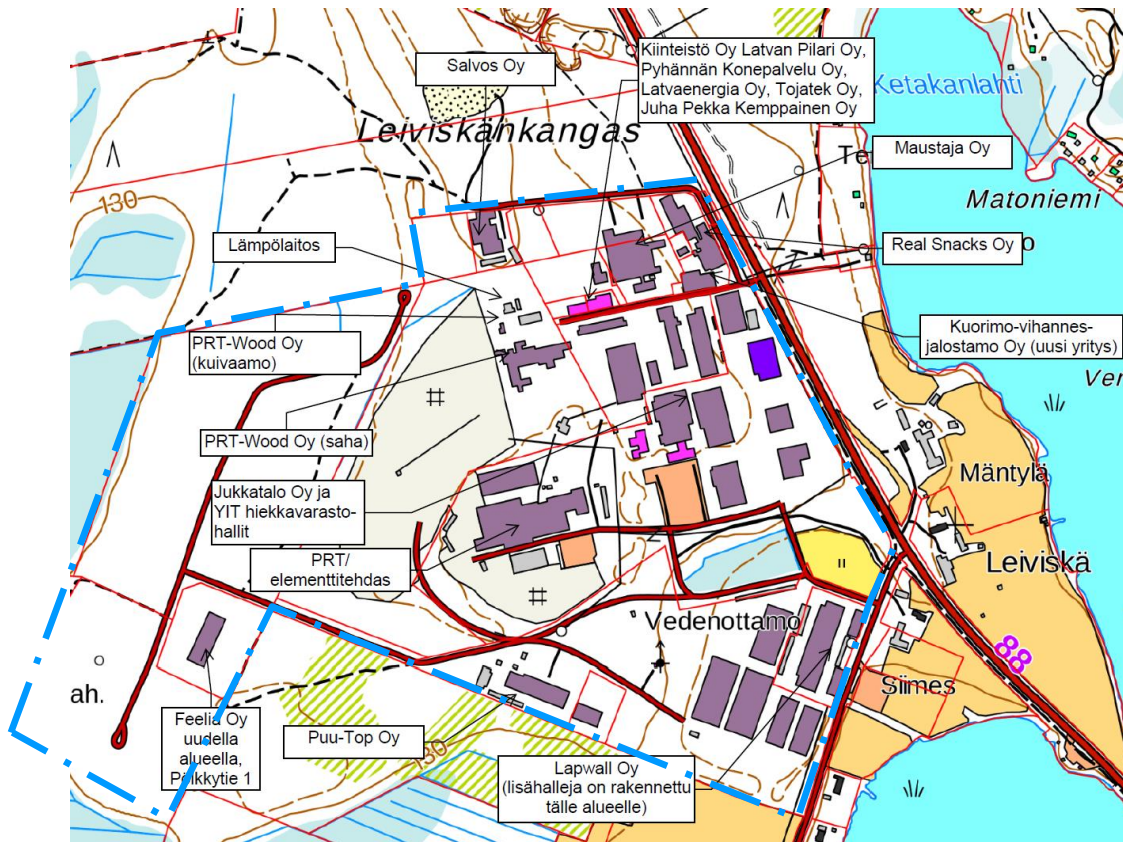 Salvos Oy
Kiinteistö Oy Latvan Pilari Oy,
Pyhännän Konepalvelu Oy,
Latvaenergia Oy, Tojatek Oy,
Juha Pekka Kemppainen Oy
Ketakanlahti
Leiviskänkangas
Maustaja Oy
Te
Matoniemi
130
Lämpölaitos
Real Snacks Oy
o
PRT-Wood Oy
(kuivaamo)
Kuorimo-vihannes-
jalostamo Oy (uusi yritys)
Ver
PRT-Wood Oy (saha)
Mäntylä
Jukkatalo Oy ja
YIT hiekkavarasto-
hallit
PRT/
elementtitehdas
Leiviskä
Vedenottamo
88
Siimes
ah.
Feelia Oy
uudella
alueella,
Pölkkytie 1
Puu-Top Oy
130
Lapwall Oy
(lisähalleja on rakennettu
tälle alueelle)